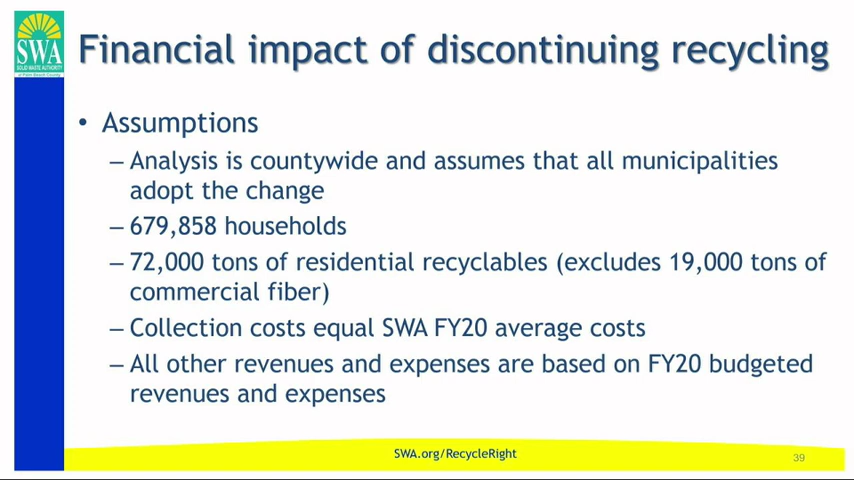 SWA
SOLID WASTE AUTHORITY
Financial impact of discontinuing recycling
• Assumptions
– Analysis is countywide and assumes that all municipalities
adopt the change
– 679,858 households
– 72,000 tons of residential recyclables (excludes 19,000 tons of
commercial fiber)
– Collection costs equal SWA FY20 average costs
– All other revenues and expenses are based on FY20 budgeted
revenues and expenses
SWA.org/RecycleRight
39